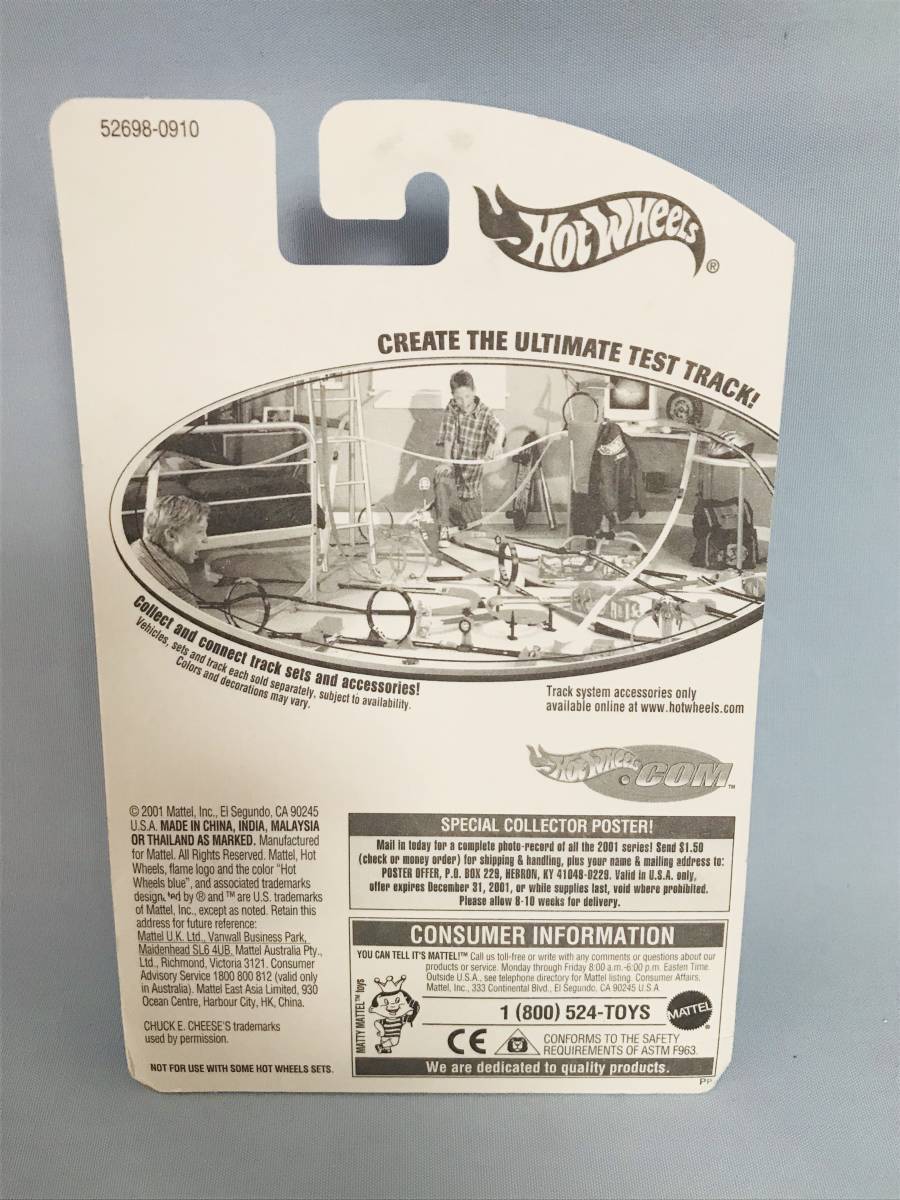 52698-0910
HOT WHEELS
®
CREATE THE ULTIMATE TEST TRACK!
Collect and connect track sets and accessories!
Vehicles, sets and track each sold separately, subject to availability.
Colors and decorations may vary.
Track system accessories only
available online at www.hotwheels.com
HOT WHEELS.COM™
© 2001 Mattel, Inc., El Segundo, CA 90245
U.S.A. MADE IN CHINA, INDIA, MALAYSIA
OR THAILAND AS MARKED. Manufactured
for Mattel. All Rights Reserved. Mattel, Hot
Wheels, flame logo and the color "Hot
Wheels blue", and associated trademarks
by ® and ™ are U.S. trademarks
of Mattel, Inc., except as noted. Retain this
address for future reference:
Mattel U.K. Ltd., Vanwall Business Park,
Maidenhead SL6 4UB. Mattel Australia Pty.,
Ltd., Richmond, Victoria 3121. Consumer
Advisory Service 1800 800 812 (valid only
in Australia). Mattel East Asia Limited, 930
Ocean Centre, Harbour City, HK, China.
CHUCK E. CHEESE'S trademarks
used by permission.
NOT FOR USE WITH SOME HOT WHEELS SETS.
SPECIAL COLLECTOR POSTER!
Mail in today for a complete photo-record of all the 2001 series! Send $1.50
(check or money order) for shipping & handling, plus your name & mailing address to:
POSTER OFFER, P.O. BOX 229, HEBRON, KY 41048-0229. Valid in U.S.A. only,
offer expires December 31, 2001, or while supplies last, void where prohibited.
Please allow 8-10 weeks for delivery.
CONSUMER INFORMATION
YOU CAN TELL IT'S MATTEL!™ Call us toll-free or write with any comments or questions about our
products or service. Monday through Friday 8:00 a.m.-6:00 p.m. Eastern Time.
Outside U.S.A., see telephone directory for Mattel listing. Consumer Affairs,
Mattel, Inc., 333 Continental Blvd., El Segundo, CA 90245 U.S.A.
MATTY MATTEL™ toys
1 (800) 524-TOYS
MATTEL
®
CE
CONFORMS TO THE SAFETY
REQUIREMENTS OF ASTM F963.
We are dedicated to quality products.
PP